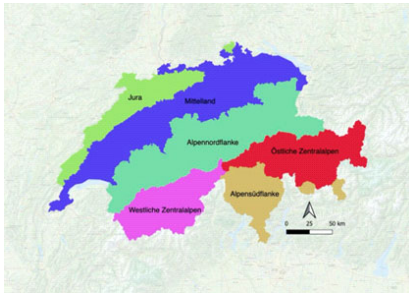 Jura
Mittelland
Alpennordflanke
Östliche Zentralalpen
Westliche Zentralalpen
Alpensüdflanke
0 25 50 km